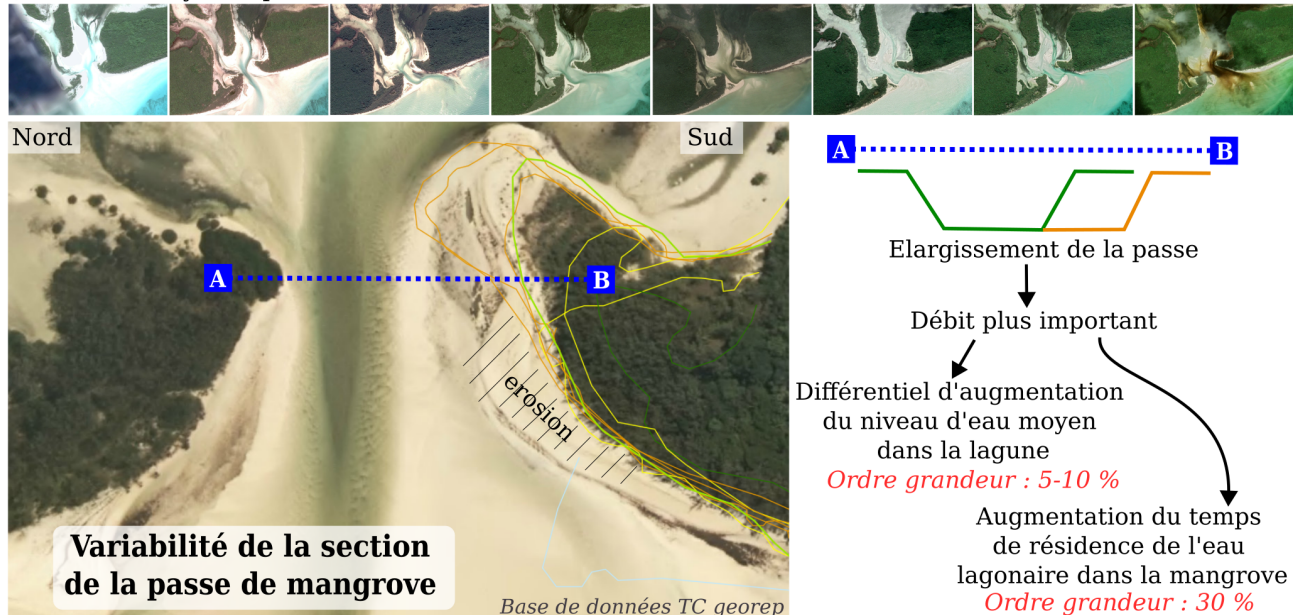 Nord
Sud
A
B
A
B
erosion
Variabilité de la section
de la passe de mangrove
Base de données TC georep
Elargissement de la passe
Débit plus important
Différentiel d'augmentation
du niveau d'eau moyen
dans la lagune
Ordre grandeur : 5-10 %
Augmentation du temps
de résidence de l'eau
lagonaire dans la mangrove
Ordre grandeur : 30 %